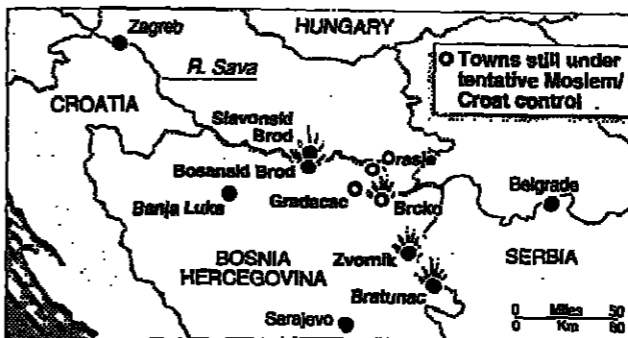 Zagreb
HUNGARY
R. Sava
O Towns still under
tentative Moslem/
Croat control
CROATIA
Slavonski
Brod
Orasje
Bosanski Brod
Banja Luka
Gradacac
Brcko
Belgrade
BOSNIA
HERCEGOVINA
Zvornik
SERBIA
Bratunac
Sarajevo
0 Miles 50
0 Km 80